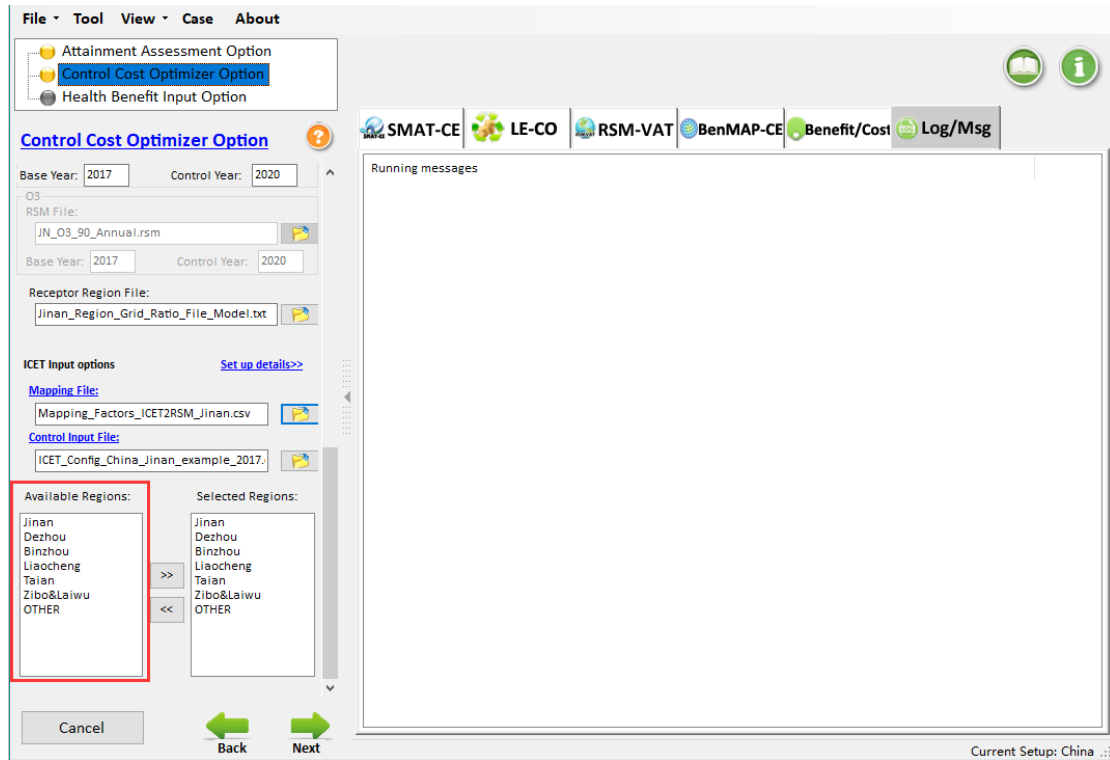 File Tool View Case About
Attainment Assessment Option
Control Cost Optimizer Option
Health Benefit Input Option
Control Cost Optimizer Option
?
Base Year: 2017 Control Year: 2020
O3
RSM File:
JN_O3_90_Annual.rsm
Base Year: 2017 Control Year: 2020
Receptor Region File:
Jinan_Region_Grid_Ratio_File_Model.txt
ICET Input options Set up details>>
Mapping File:
Mapping_Factors_ICET2RSM_Jinan.csv
Control Input File:
ICET_Config_China_Jinan_example_2017.
Available Regions:
Jinan
Dezhou
Binzhou
Liaocheng
Taian
Zibo&Laiwu
OTHER
>>
<<
Selected Regions:
Jinan
Dezhou
Binzhou
Liaocheng
Taian
Zibo&Laiwu
OTHER
Cancel
Back
Next
i
SMAT-CE LE-CO RSM-VAT BenMAP-CE Benefit/Cost Log/Msg
Running messages
Current Setup: China